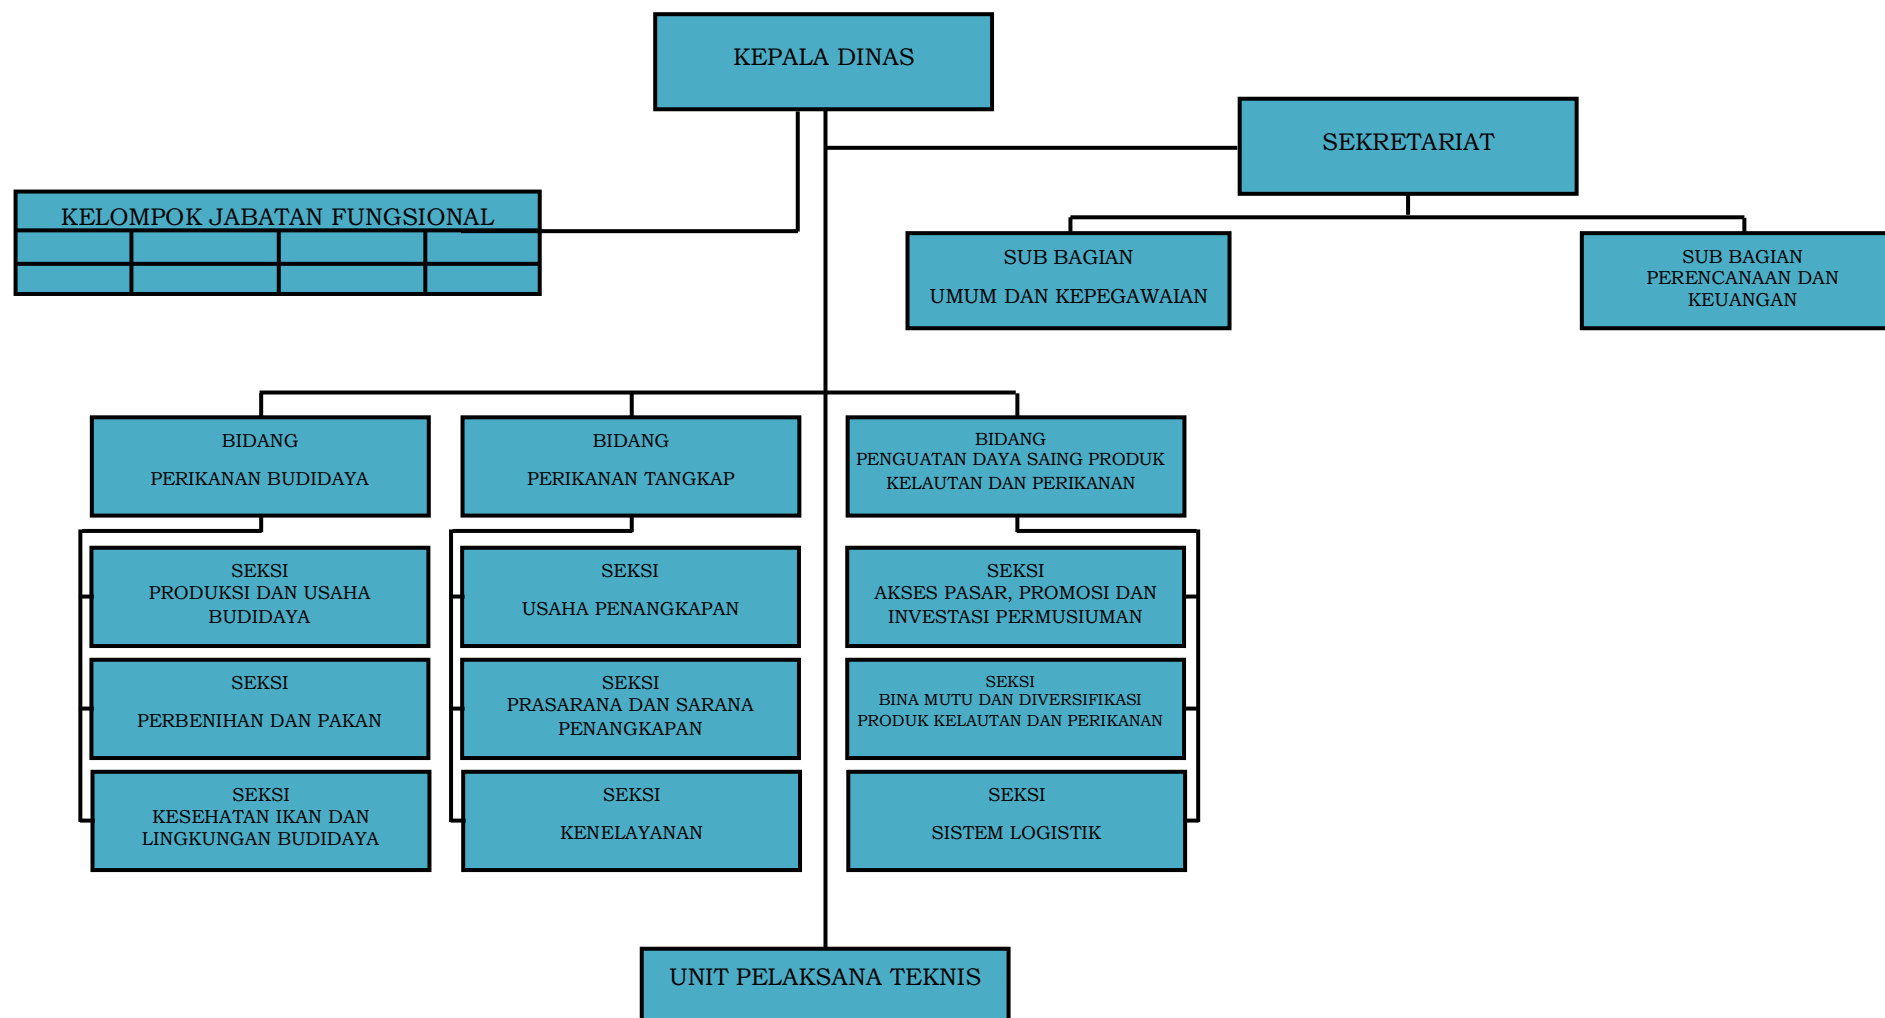 KEPALA DINAS
SEKRETARIAT
KELOMPOK JABATAN FUNGSIONAL
SUB BAGIAN
UMUM DAN KEPEGAWAIAN
SUB BAGIAN
PERENCANAAN DAN
KEUANGAN
BIDANG
PERIKANAN BUDIDAYA
BIDANG
PERIKANAN TANGKAP
BIDANG
PENGUATAN DAYA SAING PRODUK
KELAUTAN DAN PERIKANAN
SEKSI
PRODUKSI DAN USAHA
BUDIDAYA
SEKSI
USAHA PENANGKAPAN
SEKSI
AKSES PASAR, PROMOSI DAN
INVESTASI PERMUSIUMAN
SEKSI
PERBENIHAN DAN PAKAN
SEKSI
PRASARANA DAN SARANA
PENANGKAPAN
SEKSI
BINA MUTU DAN DIVERSIFIKASI
PRODUK KELAUTAN DAN PERIKANAN
SEKSI
KESEHATAN IKAN DAN
LINGKUNGAN BUDIDAYA
SEKSI
KENELAYANAN
SEKSI
SISTEM LOGISTIK
UNIT PELAKSANA TEKNIS